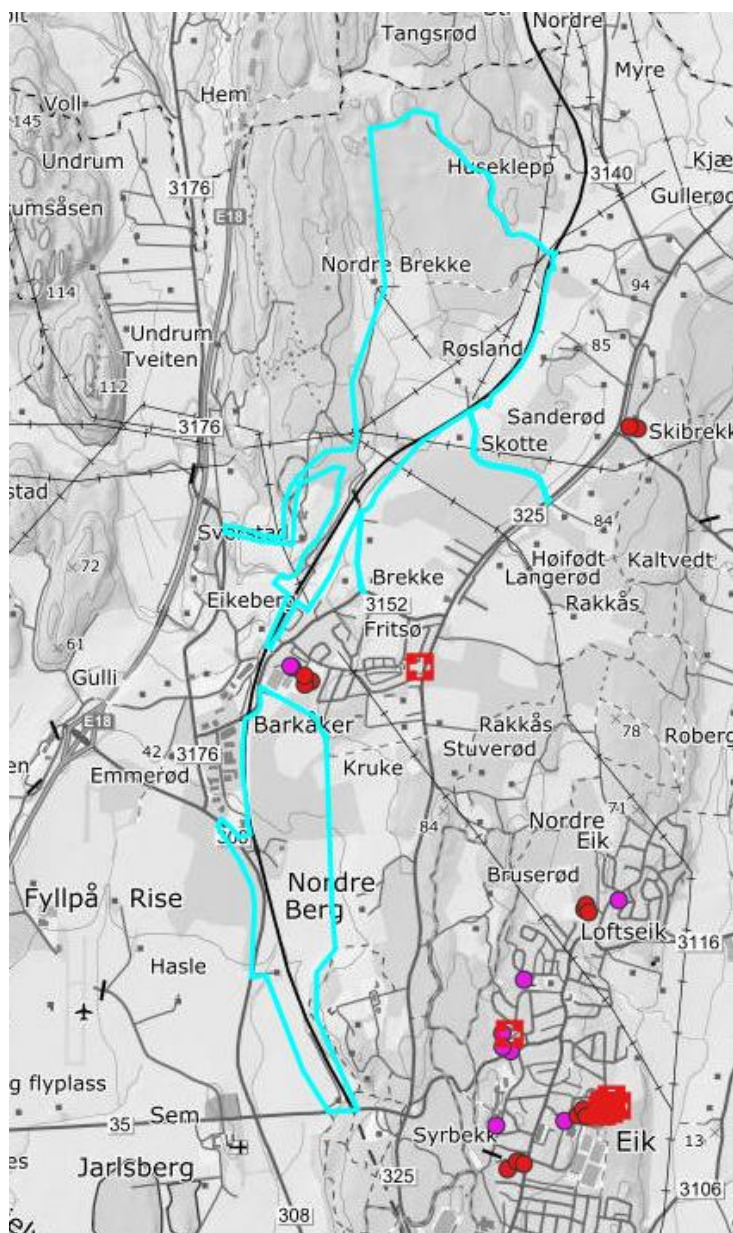 Nordre
Tangsrød
Myre
Hem
Voll
145
Undrum
Huseklepp
3140
3176
Gullerød
E18
Nordre Brekke
94
114
Undrum
Tveiten
Røsland
85
112
Sanderød
3176
Skotte
Skibrekk
325
84
72
Høifødt
Langerød
Kaltvedt
Brekke
Eikeberg
3152
Rakkås
Fritsø
61
Gulli
E18
Barkåker
Rakkås
78
42
3176
Stuverød
Roberg
Emmerød
Kruke
71
84
Nordre
Eik
308
Bruserød
Nordre
Berg
Fyllpå
Rise
Loftseik
3116
Hasle
g flyplass
35
Sem
Syrbekk
Eik
13
Jarlsberg
325
3106
308